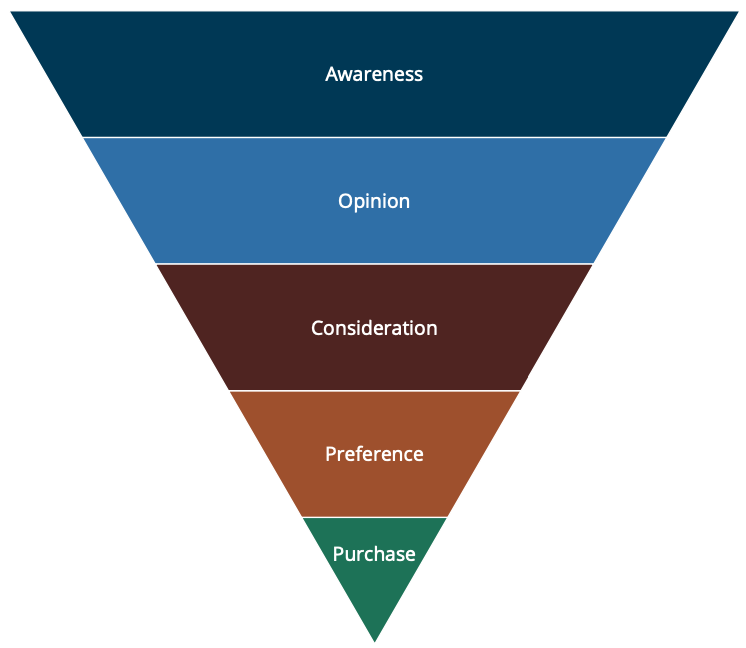 Awareness
Opinion
Consideration
Preference
Purchase